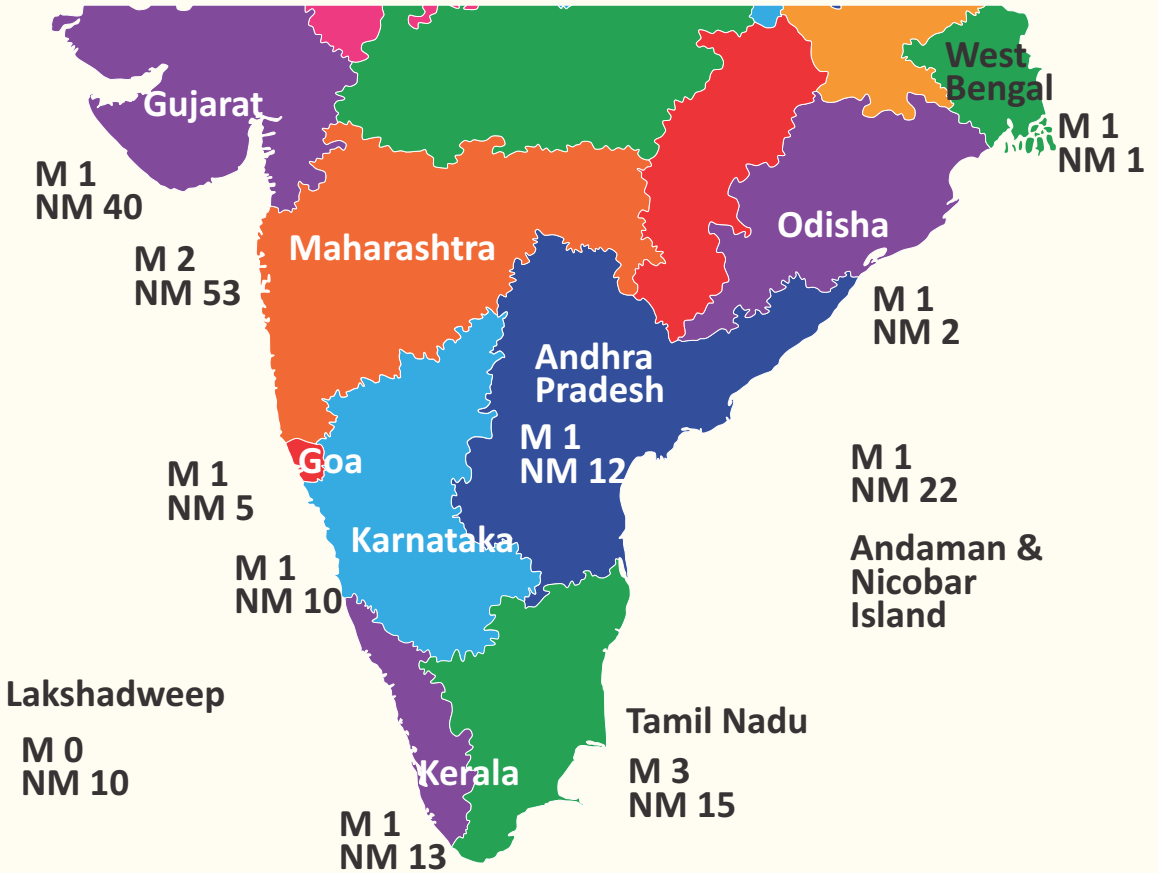 West
Bengal
Gujarat
M 1
NM 1
M 1
NM 40
Odisha
Maharashtra
M 2
NM 53
M 1
NM 2
Andhra
Pradesh
M 1
NM 12
Goa
M 1
NM 22
M 1
NM 5
Karnataka
Andaman &
Nicobar
Island
M 1
NM 10
Lakshadweep
M 0
NM 10
Tamil Nadu
M 3
NM 15
Kerala
M 1
NM 13